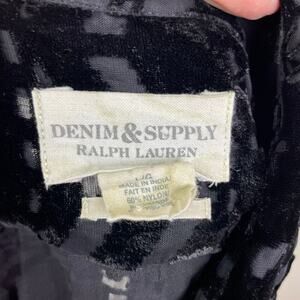 DENIM & SUPPLY
RALPH LAUREN
MADE IN INDIA
FAIT EN INDE
60% NYLON